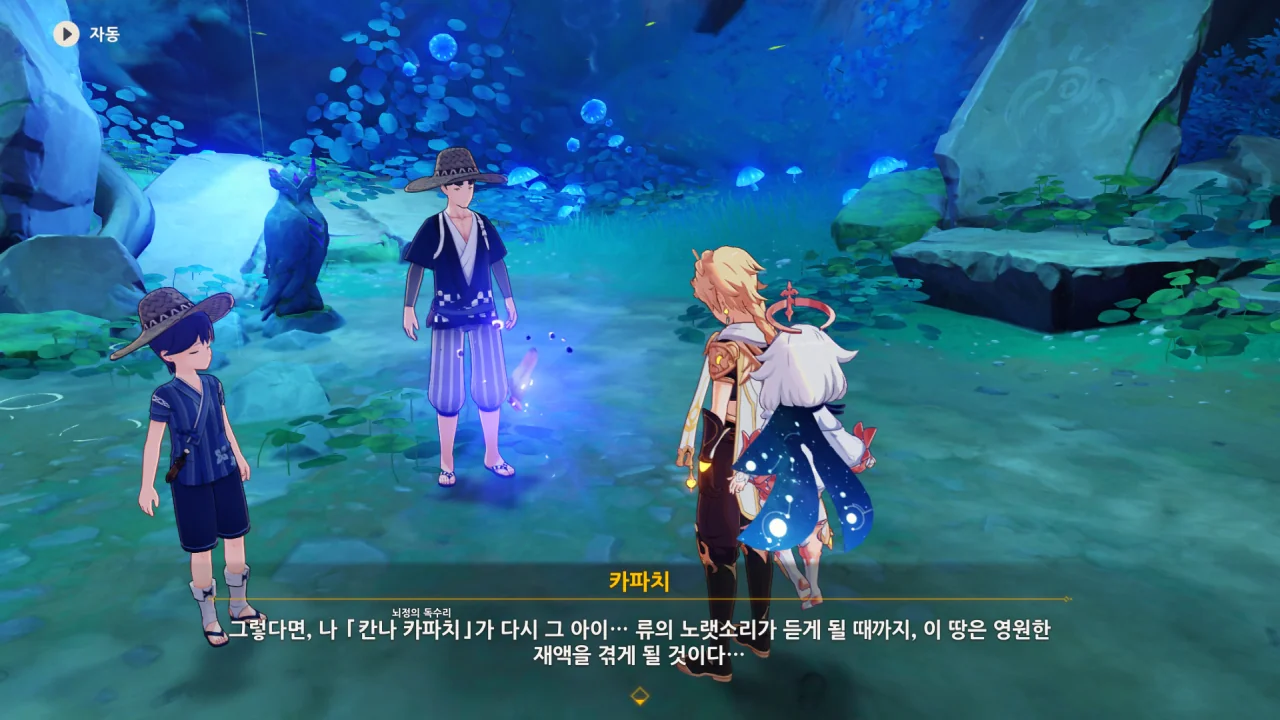 자동
카파치
뇌정의 독수리
그렇다면, 나 「칸나 카파치」가 다시 그 아이… 류의 노랫소리가 듣게 될 때까지, 이 땅은 영원한
재액을 겪게 될 것이다…